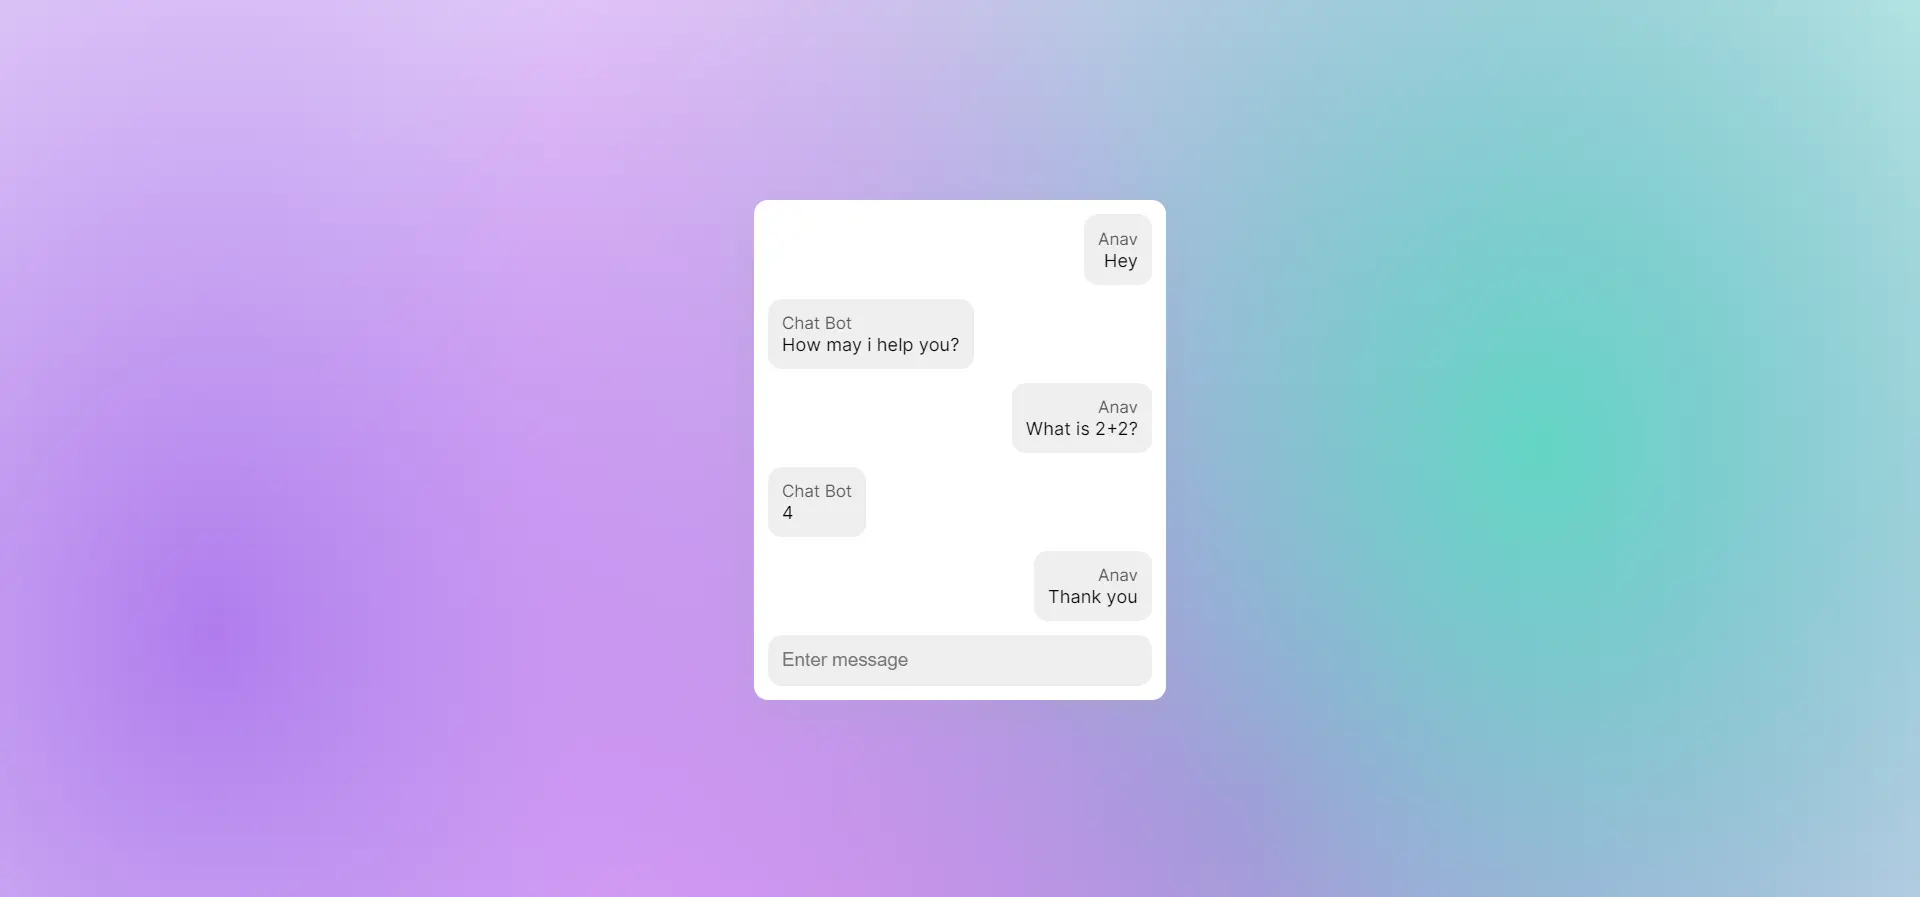 Anav
Hey
Chat Bot
How may i help you?
Anav
What is 2+2?
Chat Bot
4
Anav
Thank you
Enter message